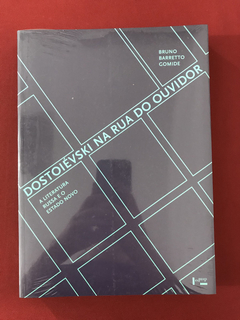 BRUNO
BARRETTO
GOMIDE
DOSTOIÉVSKI NA RUA DO OUVIDOR
A LITERATURA
RUSSA E O
ESTADO NOVO